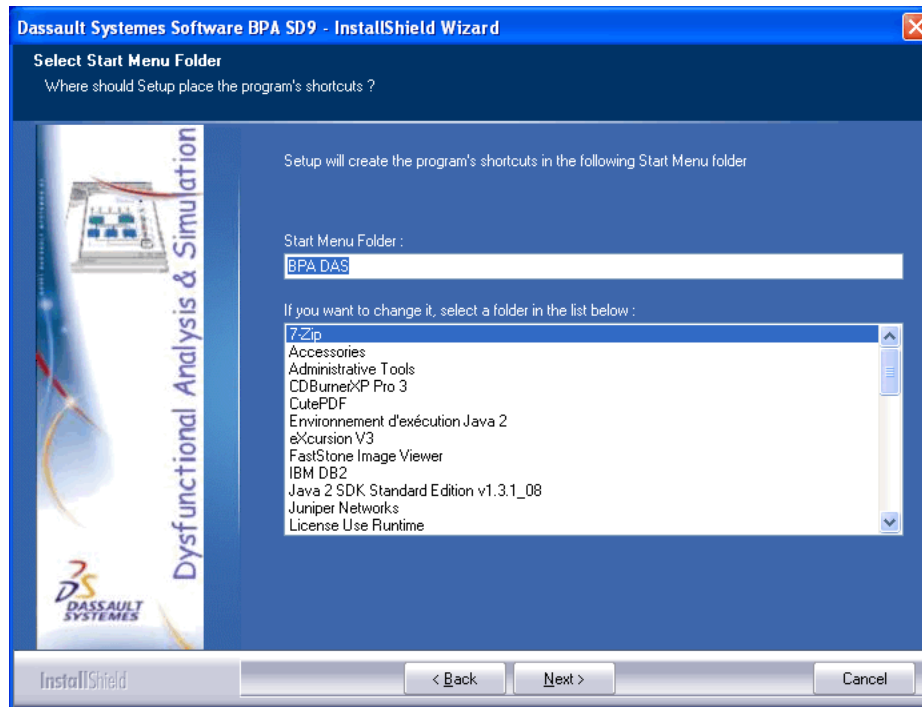 Dassault Systemes Software BPA SD9 - InstallShield Wizard
Select Start Menu Folder
Where should Setup place the program's shortcuts ?
Dysfunctional Analysis & Simulation
DASSAULT
SYSTEMES
Setup will create the program's shortcuts in the following Start Menu folder
Start Menu Folder :
BPA DAS
If you want to change it, select a folder in the list below :
7-Zip
Accessories
Administrative Tools
CDBurnerXP Pro 3
CutePDF
Environnement d'exécution Java 2
eXcursion V3
FastStone Image Viewer
IBM DB2
Java 2 SDK Standard Edition v1.3.1_08
Juniper Networks
License Use Runtime
InstallShield
< Back
Next >
Cancel